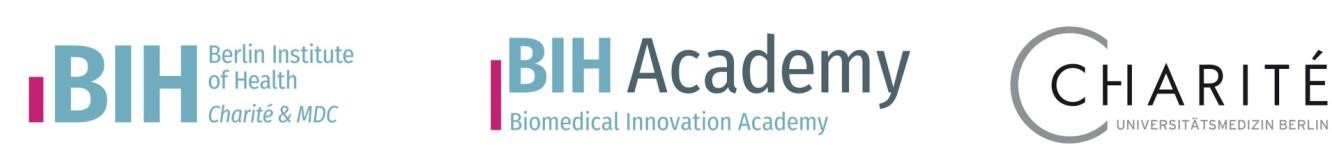 BIH Berlin Institute
of Health
Charité & MDC
BIH Academy
Biomedical Innovation Academy
CHARITÉ
UNIVERSITÄTSMEDIZIN BERLIN